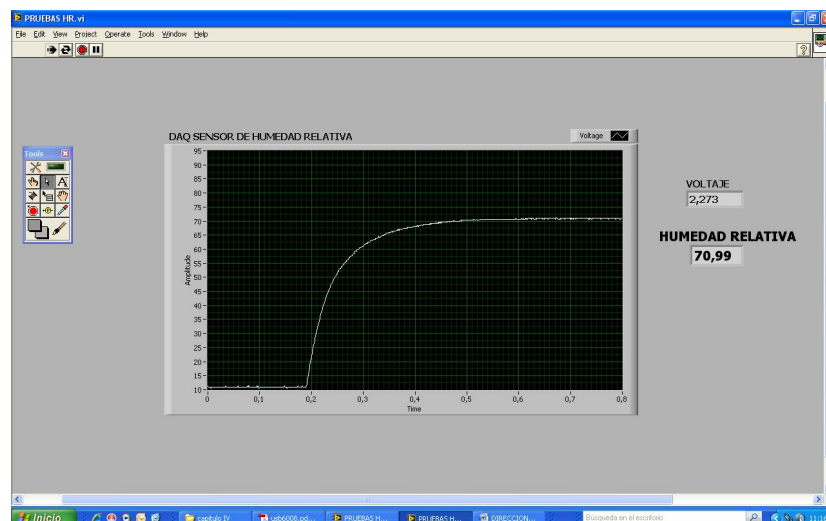 PRUEBAS HR.vi
File Edit View Project Operate Tools Window Help
DAQ SENSOR DE HUMEDAD RELATIVA
Voltage
Tools
95
90
85
80
75
70
65
60
55
50
45
40
35
30
25
20
15
10
Amplitude
0 0,1 0,2 0,3 0,4 0,5 0,6 0,7 0,8
Time
VOLTAJE
2,273
HUMEDAD RELATIVA
70,99
Inicio capitulo IV usb6008.pd... PRUEBAS H... PRUEBAS H... DIRECCION... Búsqueda en el escritorio